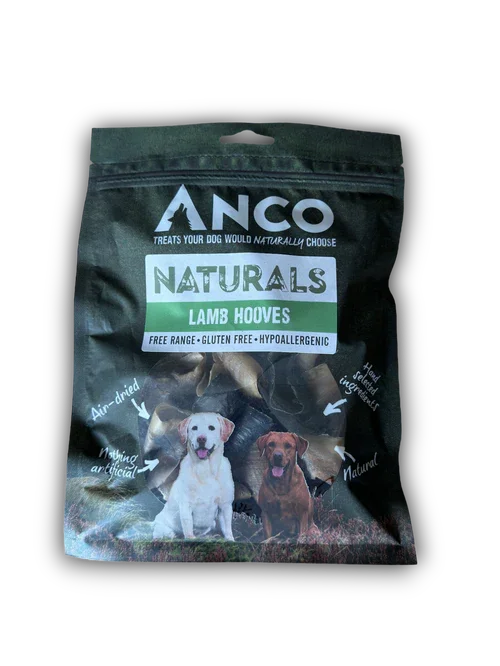 ANCO
TREATS YOUR DOG WOULD NATURALLY CHOOSE
NATURALS
LAMB HOOVES
FREE RANGE • GLUTEN FREE • HYPOALLERGENIC
Air-dried
Hand
selected
ingredients
Nothing
artificial
Natural